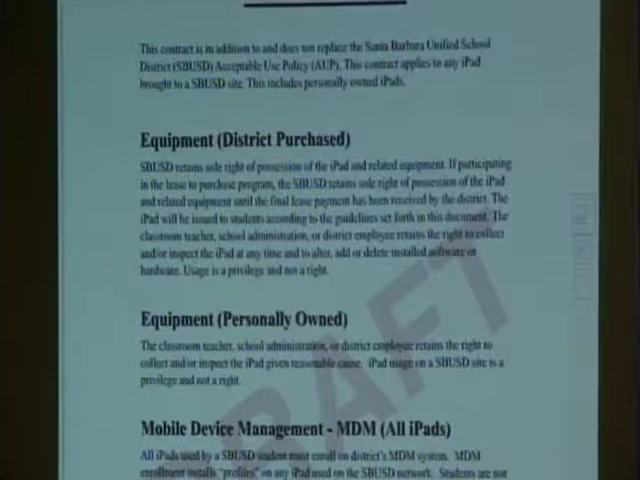 This contract is in addition to and does not replace the Santa Barbara Unified School
District (SBUSD) Acceptable Use Policy (AUP). This contract applies to any iPad
brought to a SBUSD site. This includes personally owned iPads.
Equipment (District Purchased)
SBUSD retains sole right of possession of the iPad and related equipment. If participating
in the lease to purchase program, the SBUSD retains sole right of possession of the iPad
and related equipment until the final lease payment has been received by the district. The
iPad will be issued to students according to the guidelines set forth in this document. The
classroom teacher, school administration, or district employee retains the right to collect
and/or inspect the iPad at any time and to alter, add or delete installed software or
hardware. Usage is a privilege and not a right.
Equipment (Personally Owned)
The classroom teacher, school administration, or district employee retains the right to
collect and/or inspect the iPad given reasonable cause. iPad usage on a SBUSD site is a
privilege and not a right.
Mobile Device Management - MDM (All iPads)
All iPads used by a SBUSD student must enroll on district's MDM system. MDM
enrollment installs "profiles" on any iPad used on the SBUSD network. Students are not
DRAFT